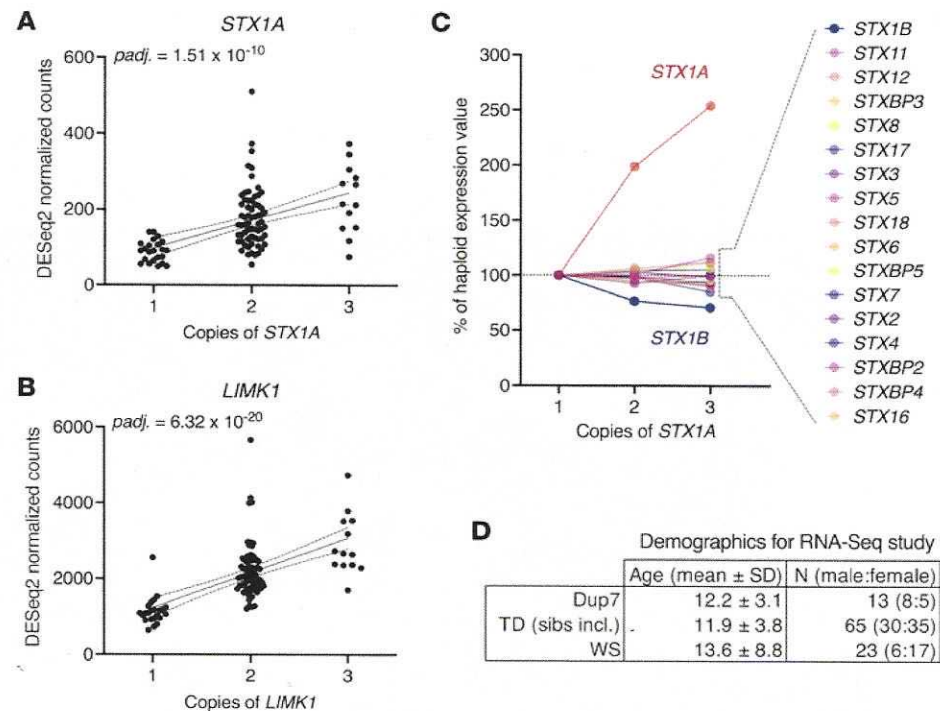 A
STX1A
padj. = 1.51 x 10⁻¹⁰
DESeq2 normalized counts
600
400
200
0
1
2
3
Copies of STX1A
B
LIMK1
padj. = 6.32 x 10⁻²⁰
DESeq2 normalized counts
6000
4000
2000
0
1
2
3
Copies of LIMK1
C
% of haploid expression value
300
250
200
150
100
50
0
STX1A
STX1B
1
2
3
Copies of STX1A
STX1B
STX11
STX12
STXBP3
STX8
STX17
STX3
STX5
STX18
STX6
STXBP5
STX7
STX2
STX4
STXBP2
STXBP4
STX16
D
Demographics for RNA-Seq study
Age (mean ± SD) N (male:female)
Dup7 12.2 ± 3.1 13 (8:5)
TD (sibs incl.) 11.9 ± 3.8 65 (30:35)
WS 13.6 ± 8.8 23 (6:17)